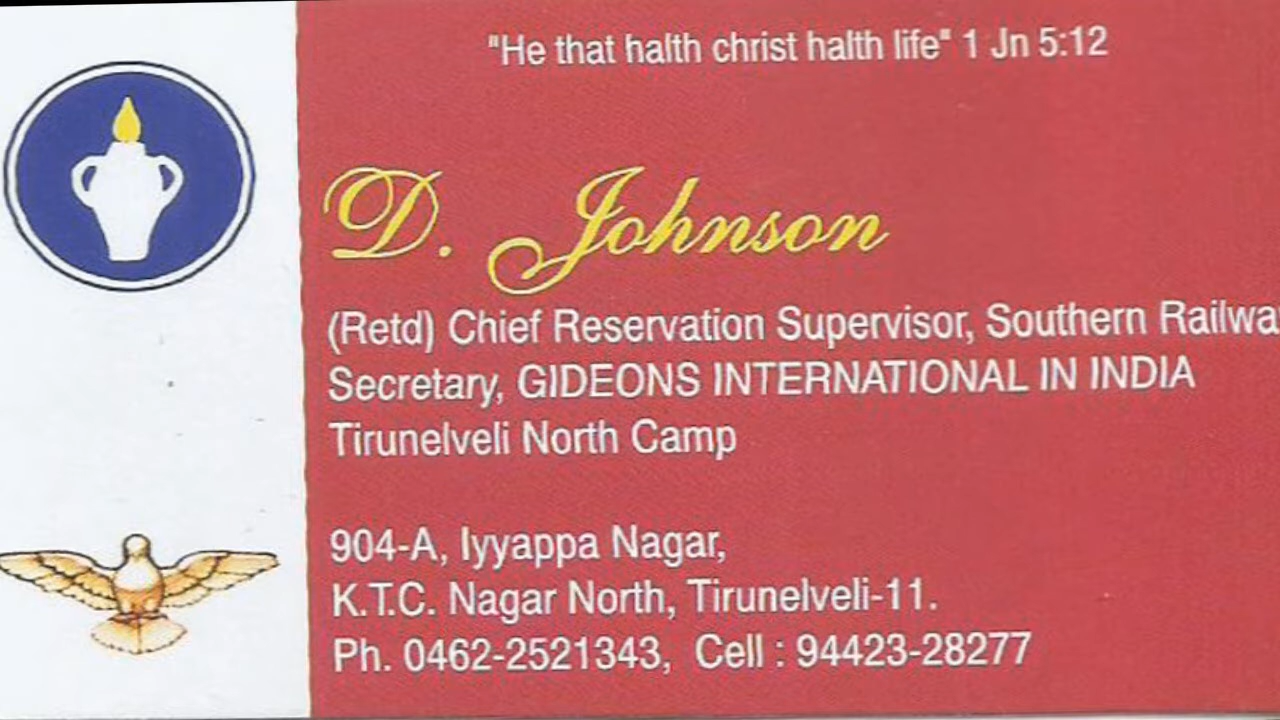 "He that halth christ halth life" 1 Jn 5:12
D. Johnson
(Retd) Chief Reservation Supervisor, Southern Railwa
Secretary, GIDEONS INTERNATIONAL IN INDIA
Tirunelveli North Camp
904-A, Iyyappa Nagar,
K.T.C. Nagar North, Tirunelveli-11.
Ph. 0462-2521343, Cell : 94423-28277